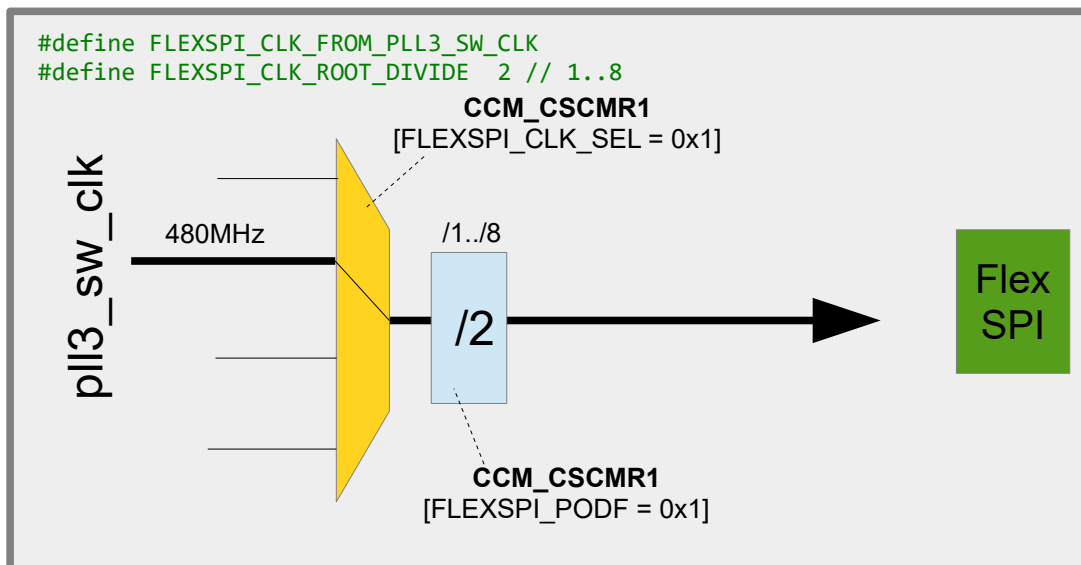 #define FLEXSPI_CLK_FROM_PLL3_SW_CLK
#define FLEXSPI_CLK_ROOT_DIVIDE  2 // 1..8
CCM_CSCMR1
[FLEXSPI_CLK_SEL = 0x1]
pll3_sw_clk
480MHz
/1../8
/2
Flex
SPI
CCM_CSCMR1
[FLEXSPI_PODF = 0x1]